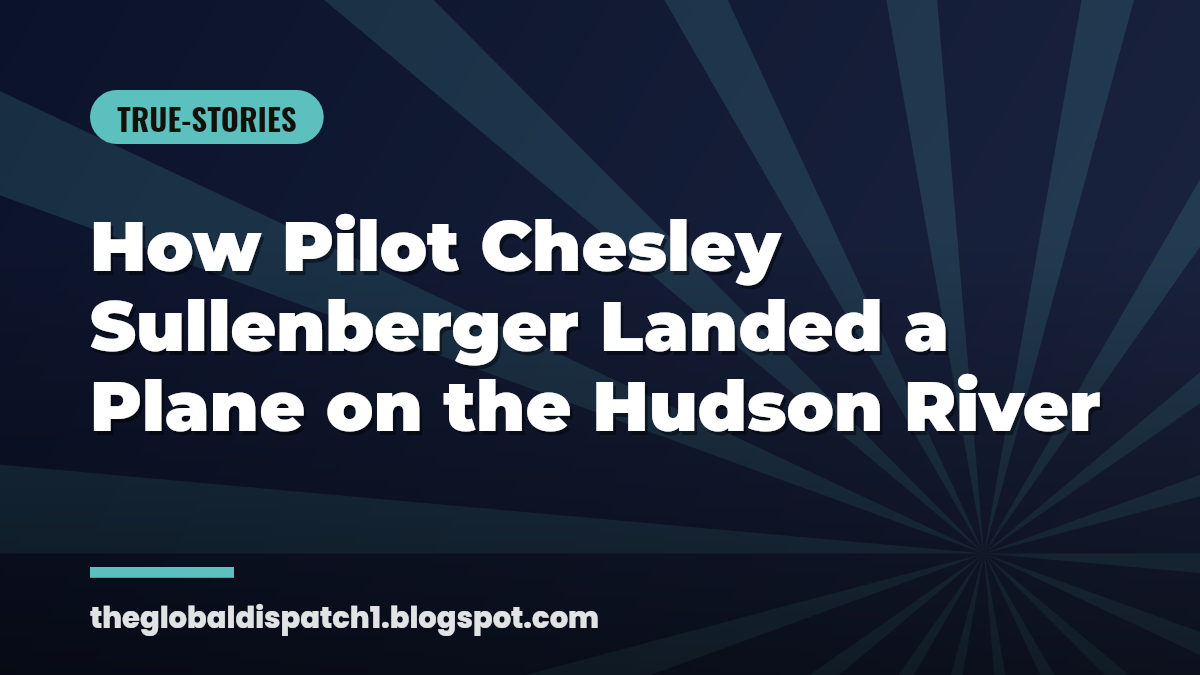 TRUE-STORIES
How Pilot Chesley
Sullenberger Landed a
Plane on the Hudson River
theglobaldispatch1.blogspot.com